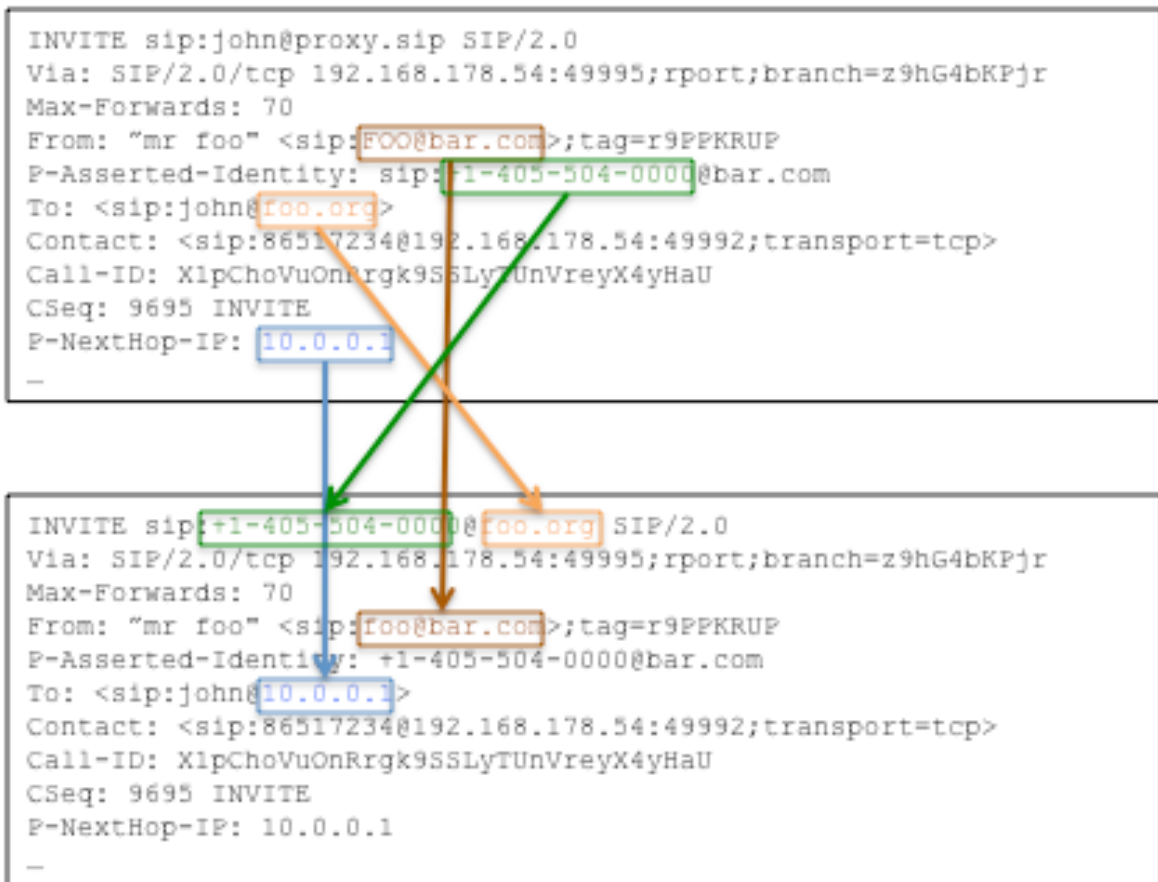 INVITE sip:john@proxy.sip SIP/2.0
Via: SIP/2.0/tcp 192.168.178.54:49995;rport;branch=z9hG4bKPjr
Max-Forwards: 70
From: "mr foo" <sip:FOO@bar.com>;tag=r9PPKRUP
P-Asserted-Identity: sip:+1-405-504-0000@bar.com
To: <sip:john@foo.org>
Contact: <sip:86517234@192.168.178.54:49992;transport=tcp>
Call-ID: X1pChoVuOnRrgk9SSLyTUnVreyX4yHaU
CSeq: 9695 INVITE
P-NextHop-IP: 10.0.0.1
_
INVITE sip:+1-405-504-0000@foo.org SIP/2.0
Via: SIP/2.0/tcp 192.168.178.54:49995;rport;branch=z9hG4bKPjr
Max-Forwards: 70
From: "mr foo" <sip:foo@bar.com>;tag=r9PPKRUP
P-Asserted-Identity: +1-405-504-0000@bar.com
To: <sip:john@10.0.0.1>
Contact: <sip:86517234@192.168.178.54:49992;transport=tcp>
Call-ID: X1pChoVuOnRrgk9SSLyTUnVreyX4yHaU
CSeq: 9695 INVITE
P-NextHop-IP: 10.0.0.1
_